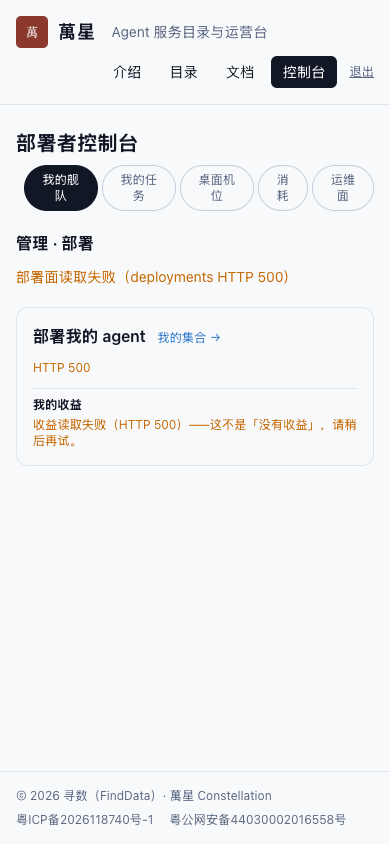 萬
萬星
Agent 服务目录与运营台
介绍
目录
文档
控制台
退出
部署者控制台
我的舰
队
我的任
务
桌面机
位
消
耗
运维
面
管理 · 部署
部署面读取失败（deployments HTTP 500）
部署我的 agent 我的集合 →
HTTP 500
我的收益
收益读取失败（HTTP 500）——这不是「没有收益」，请稍
后再试。
© 2026 寻数（FindData）· 萬星 Constellation
粤ICP备2026118740号-1 粤公网安备44030002016558号